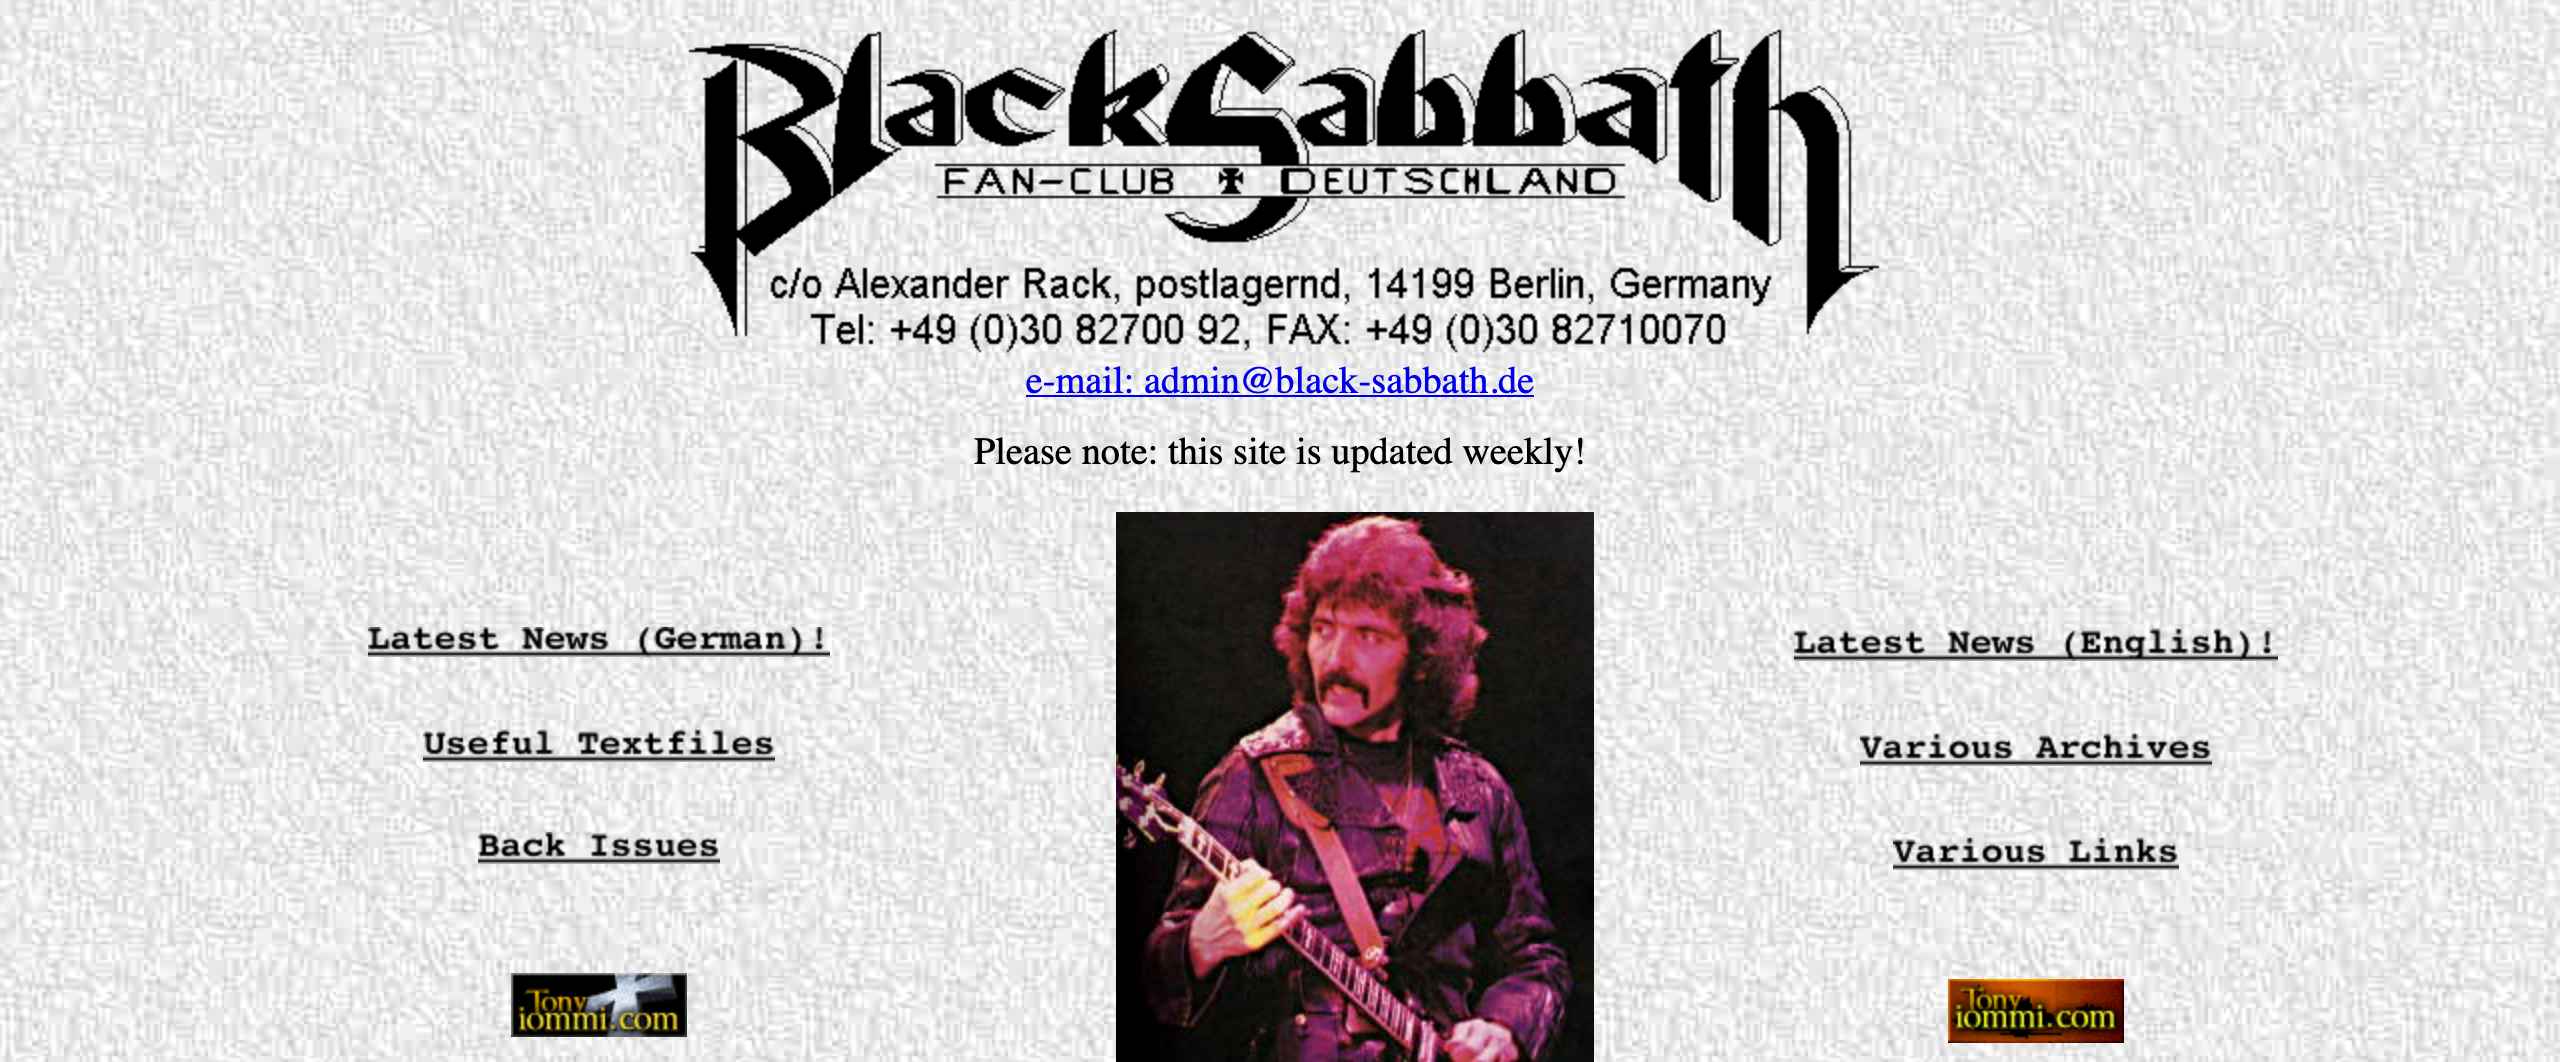 Black Sabbath
FAN-CLUB ✠ DEUTSCHLAND
c/o Alexander Rack, postlagernd, 14199 Berlin, Germany
Tel: +49 (0)30 82700 92, FAX: +49 (0)30 82710070
e-mail: admin@black-sabbath.de
Please note: this site is updated weekly!
Latest News (German)!
Useful Textfiles
Back Issues
Tony
iommi.com
Latest News (English)!
Various Archives
Various Links
Tony
iommi.com